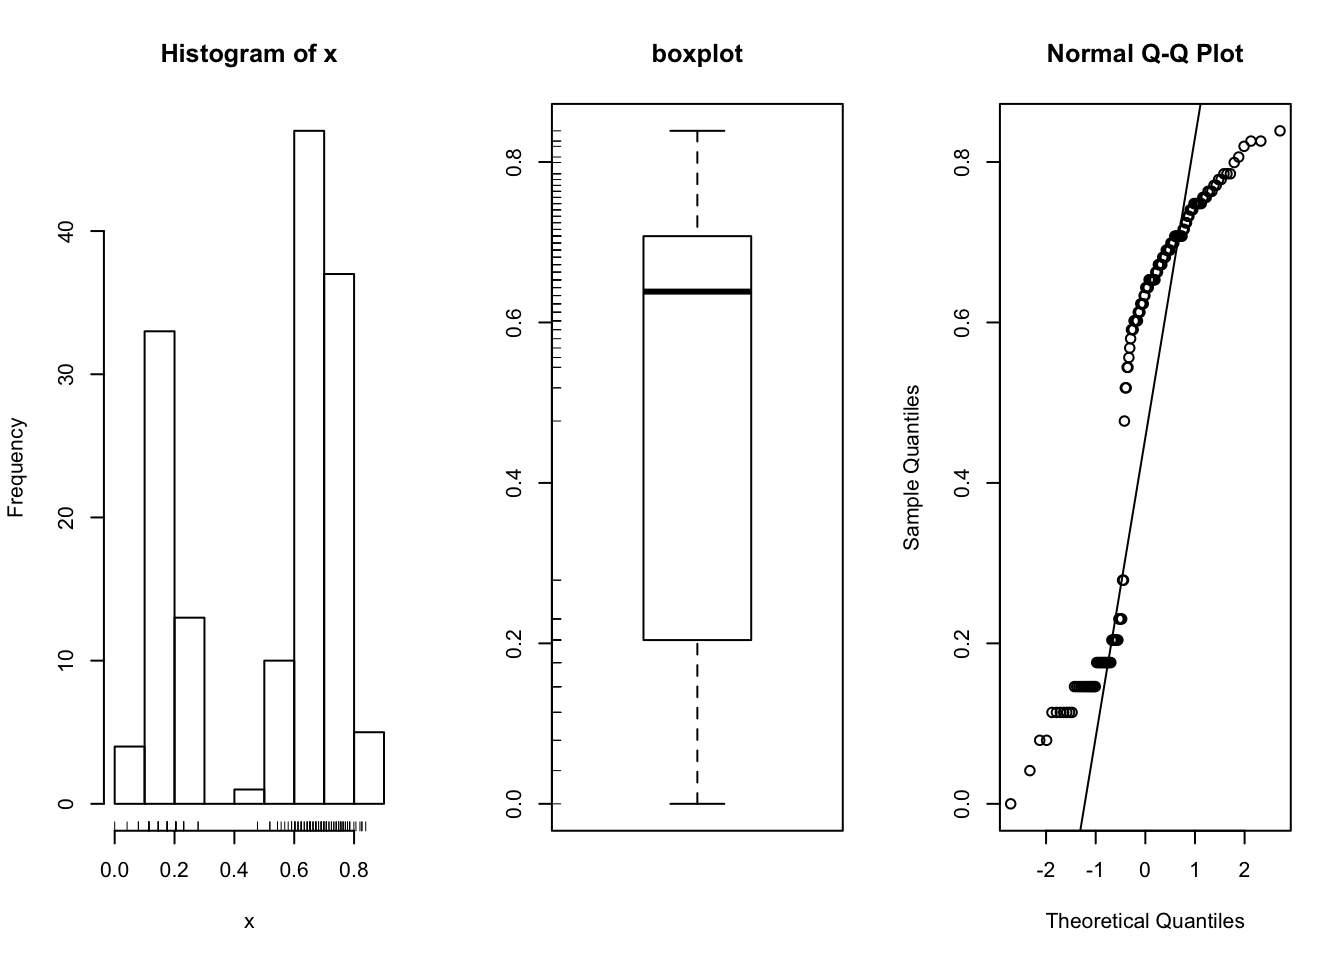 Histogram of x
Frequency
0
10
20
30
40
0.0 0.2 0.4 0.6 0.8
x
boxplot
0.0
0.2
0.4
0.6
0.8
Normal Q-Q Plot
Sample Quantiles
0.0
0.2
0.4
0.6
0.8
-2 -1 0 1 2
Theoretical Quantiles